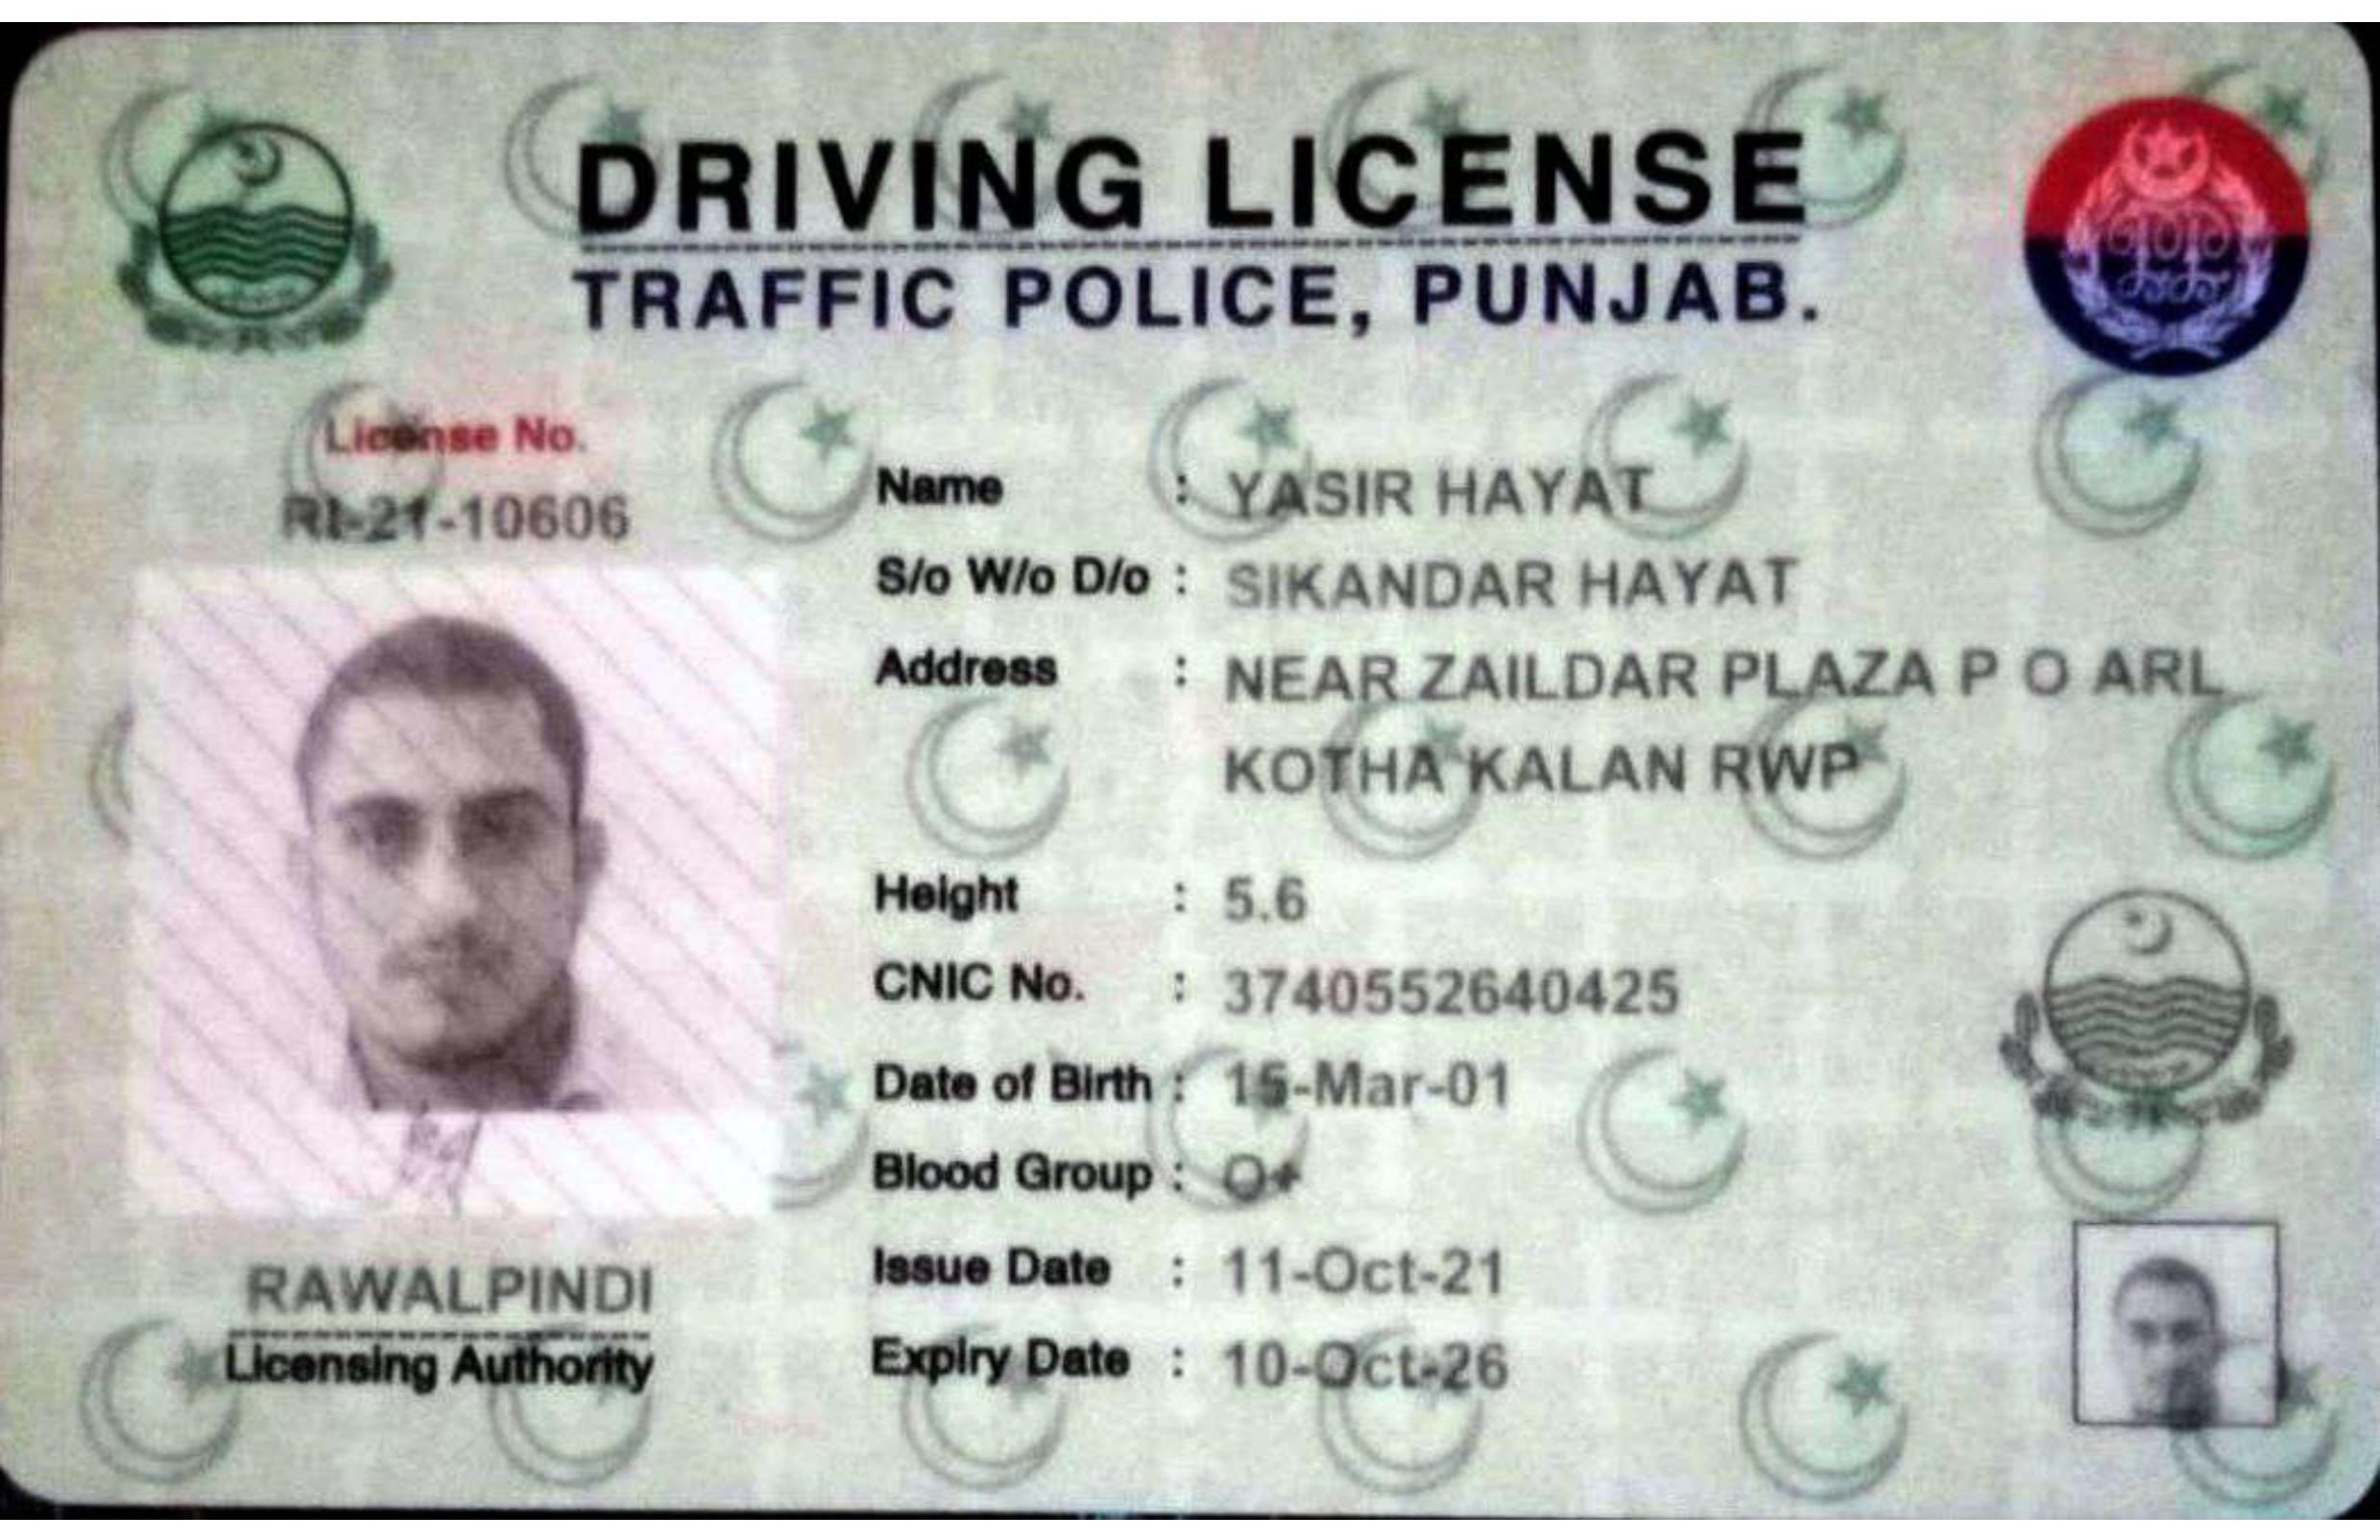 DRIVING LICENSE
TRAFFIC POLICE, PUNJAB.
License No.
RI-21-10606
Name : YASIR HAYAT
S/o W/o D/o : SIKANDAR HAYAT
Address : NEAR ZAILDAR PLAZA P O ARL
KOTHA KALAN RWP
Height : 5.6
CNIC No. : 3740552640425
Date of Birth : 15-Mar-01
Blood Group : O+
Issue Date : 11-Oct-21
Expiry Date : 10-Oct-26
RAWALPINDI
Licensing Authority